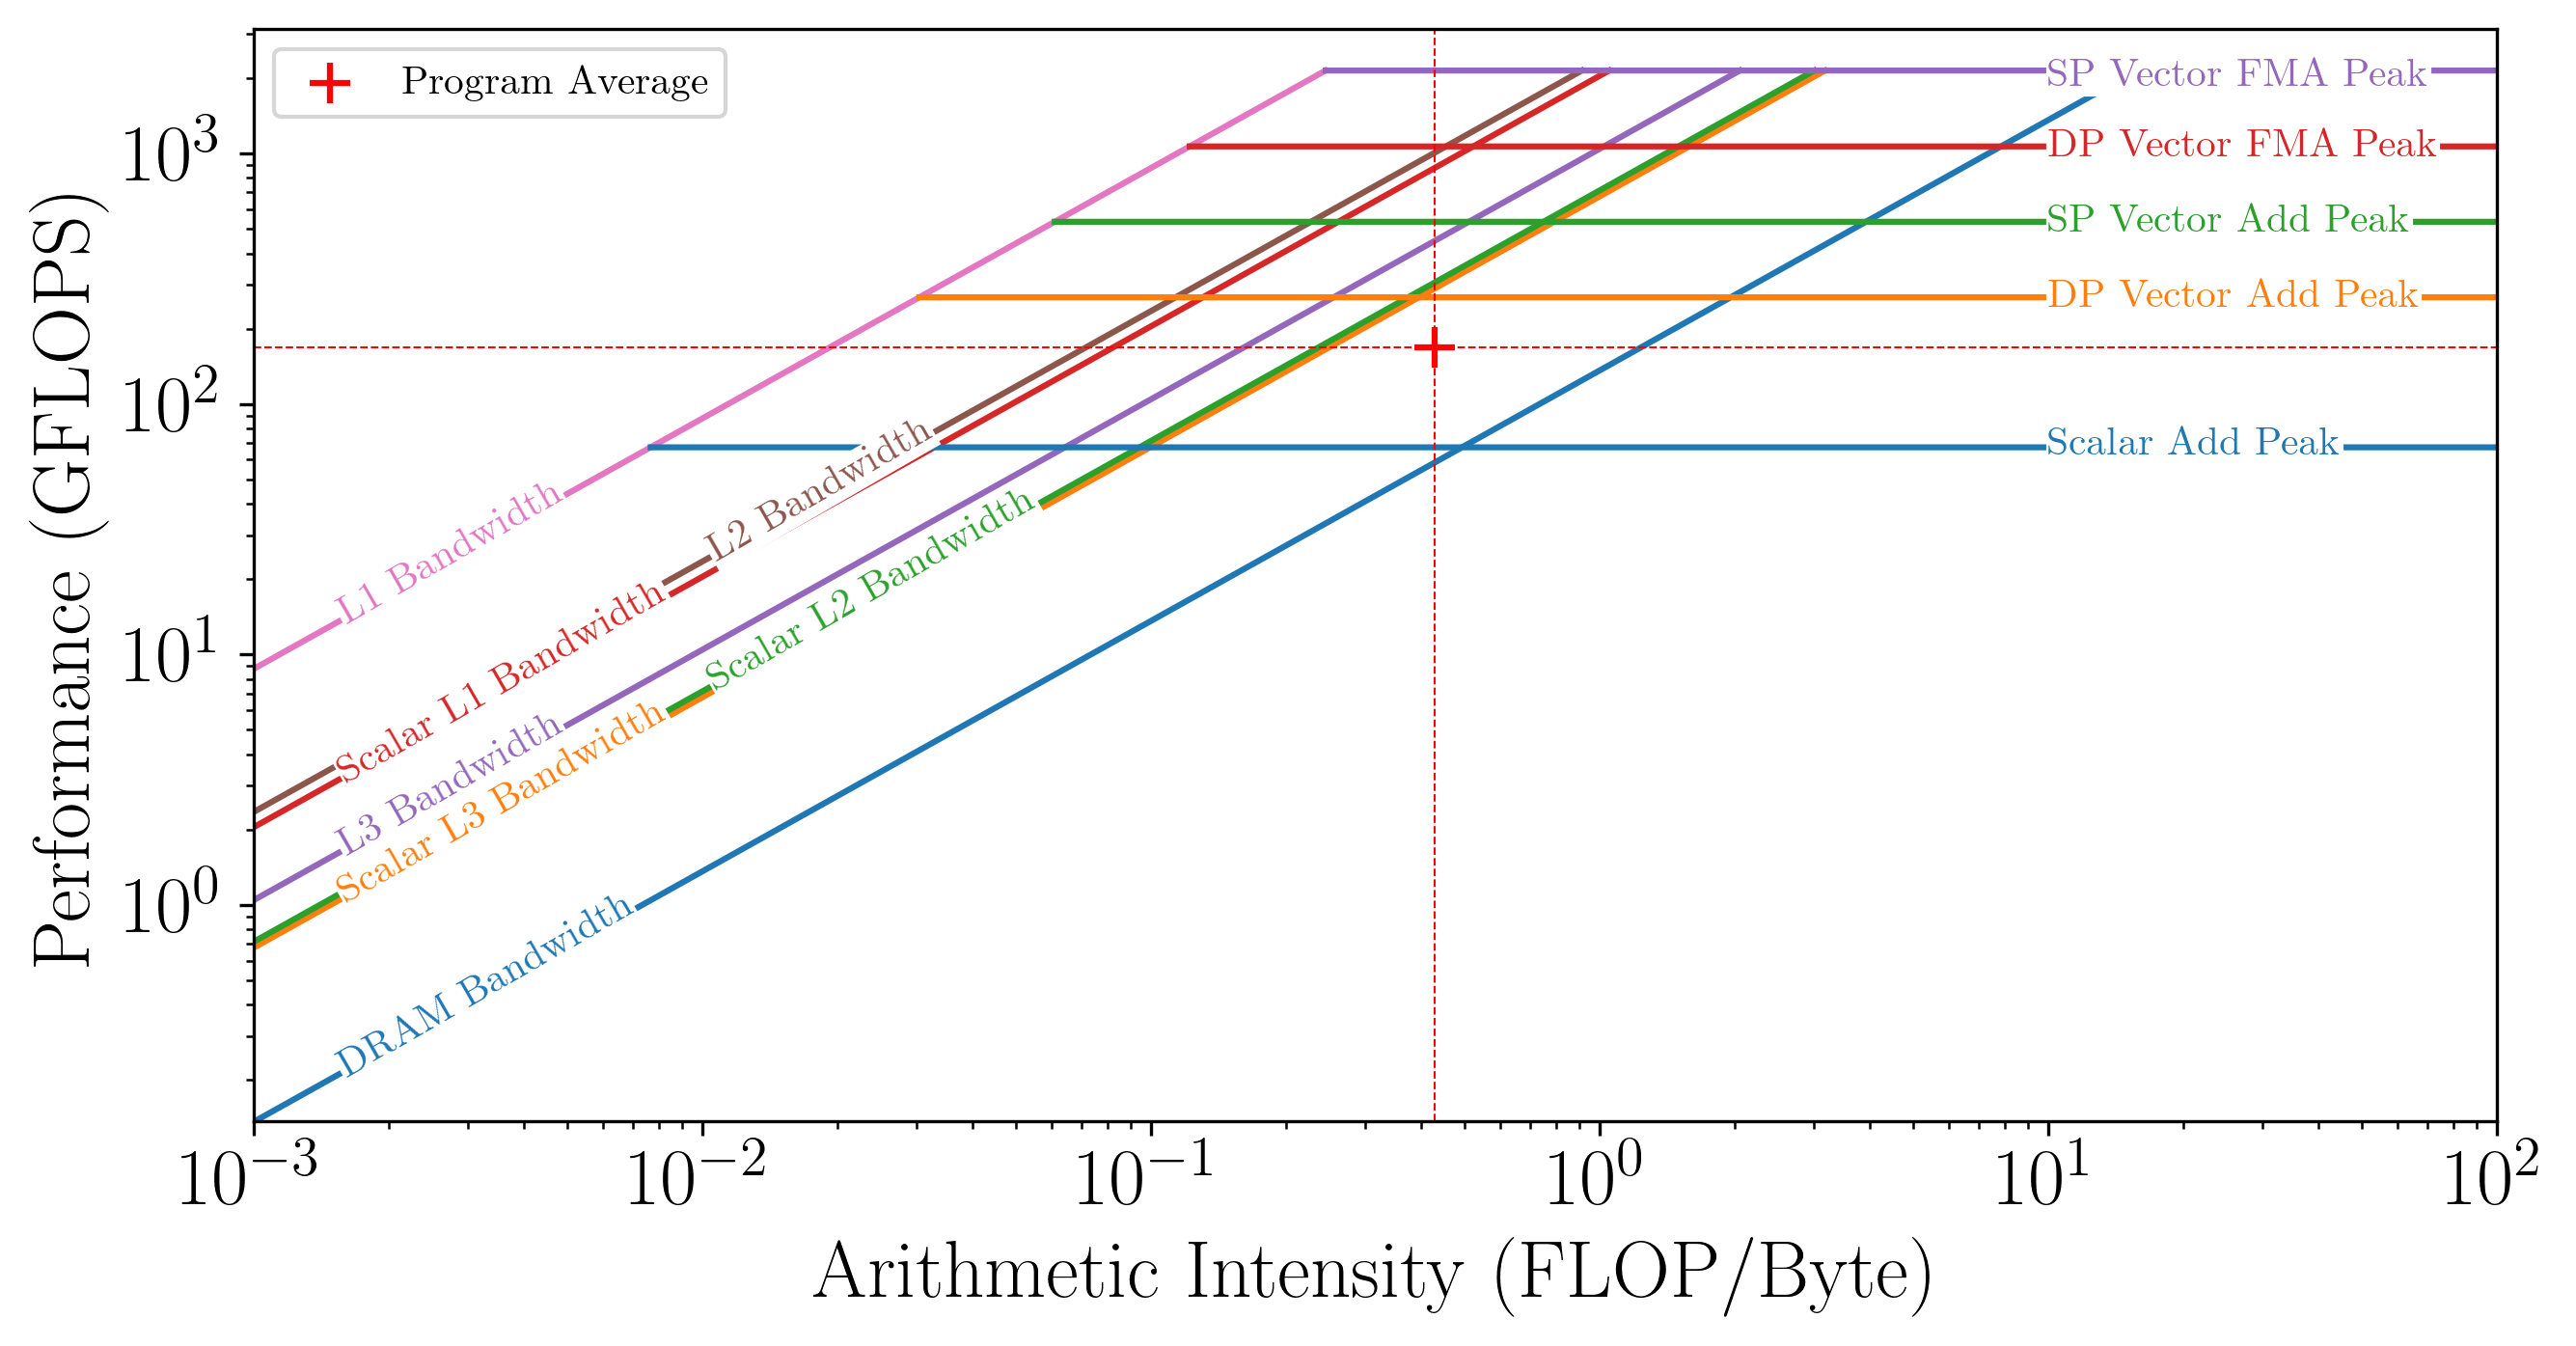 Program Average
SP Vector FMA Peak
DP Vector FMA Peak
SP Vector Add Peak
DP Vector Add Peak
Scalar Add Peak
L1 Bandwidth
L2 Bandwidth
Scalar L1 Bandwidth
Scalar L2 Bandwidth
L3 Bandwidth
Scalar L3 Bandwidth
DRAM Bandwidth
Performance (GFLOPS)
10³
10²
10¹
10⁰
10⁻³ 10⁻² 10⁻¹ 10⁰ 10¹ 10²
Arithmetic Intensity (FLOP/Byte)